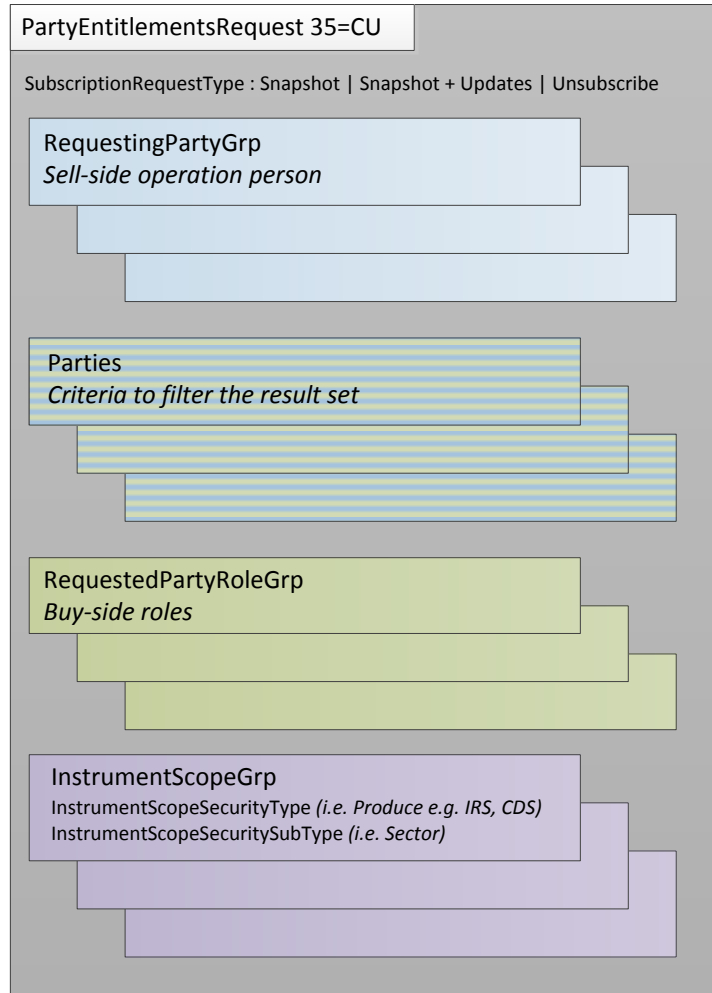 PartyEntitlementsRequest 35=CU
SubscriptionRequestType : Snapshot | Snapshot + Updates | Unsubscribe
RequestingPartyGrp
Sell-side operation person
Parties
Criteria to filter the result set
RequestedPartyRoleGrp
Buy-side roles
InstrumentScopeGrp
InstrumentScopeSecurityType (i.e. Produce e.g. IRS, CDS)
InstrumentScopeSecuritySubType (i.e. Sector)